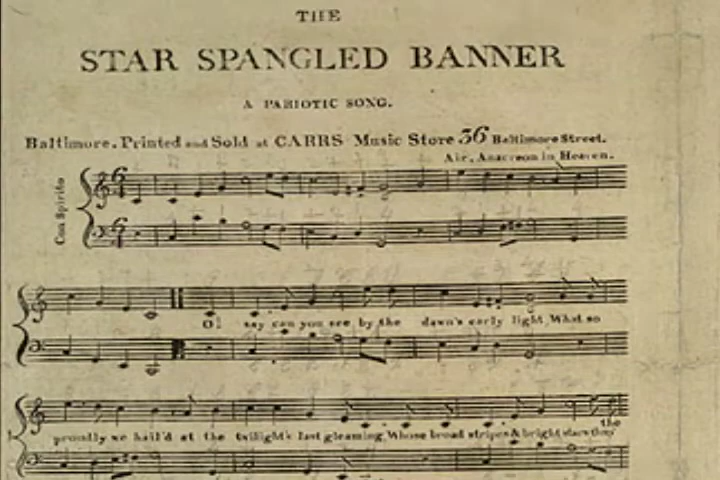 THE
STAR SPANGLED BANNER
A PARIOTIC SONG.
Baltimore. Printed and Sold at CARRS Music Store 36 Baltimore Street.
Air, Anacreon in Heaven.
Con Spirito
O! say can you see by the dawn's early light, What so
proudly we hail'd at the twilight's last gleaming, Whose broad stripes & bright stars thro'
the